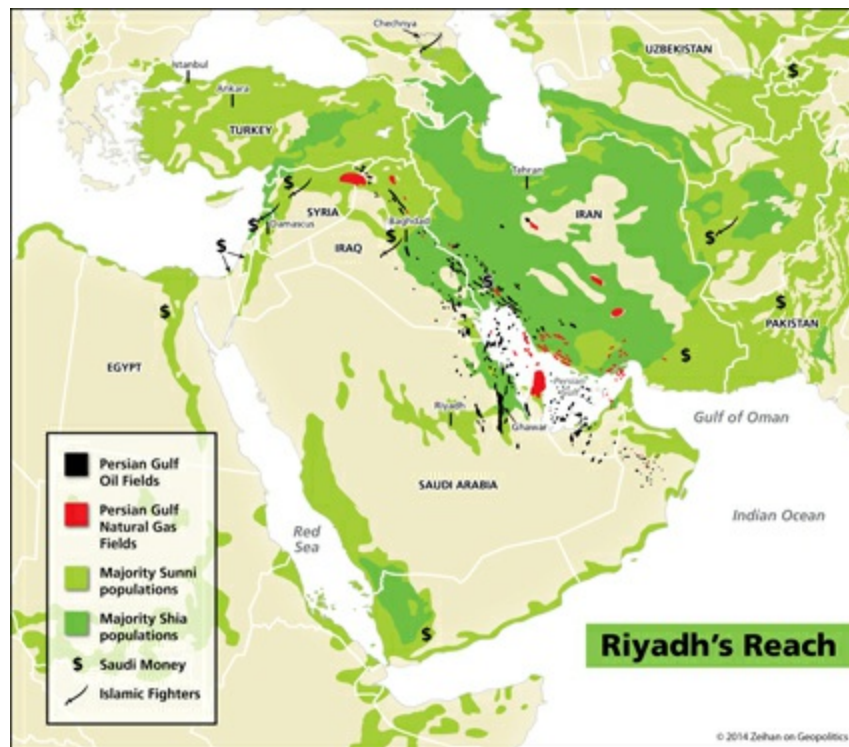 Chechnya
UZBEKISTAN
$
Istanbul
Ankara
TURKEY
Tehran
$
SYRIA
IRAN
$
Damascus
Baghdad
$
$
$
IRAQ
$
$
$
PAKISTAN
EGYPT
$
Persian
Gulf
Riyadh
Gulf of Oman
Ghawar
SAUDI ARABIA
Indian Ocean
Red
Sea
$
Persian Gulf
Oil Fields
Persian Gulf
Natural Gas
Fields
Majority Sunni
populations
Majority Shia
populations
$ Saudi Money
Islamic Fighters
Riyadh's Reach
© 2014 Zeihan on Geopolitics